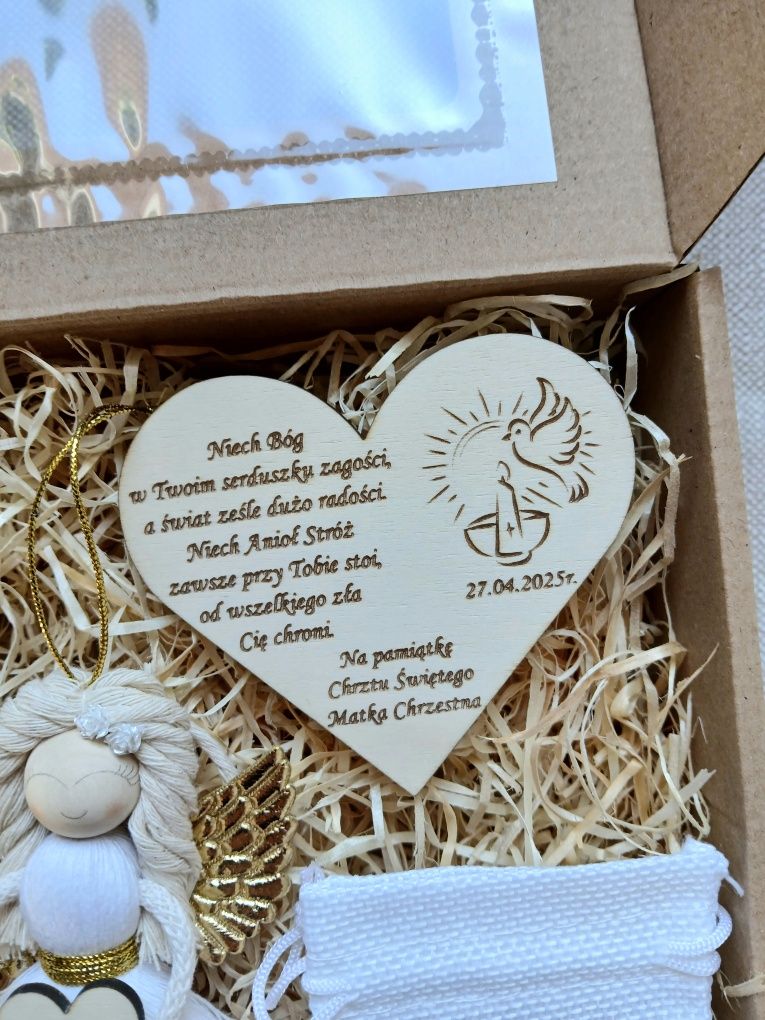 Niech Bóg
w Twoim serduszku zagości,
a świat ześle dużo radości.
Niech Anioł Stróż
zawsze przy Tobie stoi,
od wszelkiego zła
Cię chroni.
27.04.2025r.
Na pamiątkę
Chrztu Świętego
Matka Chrzestna